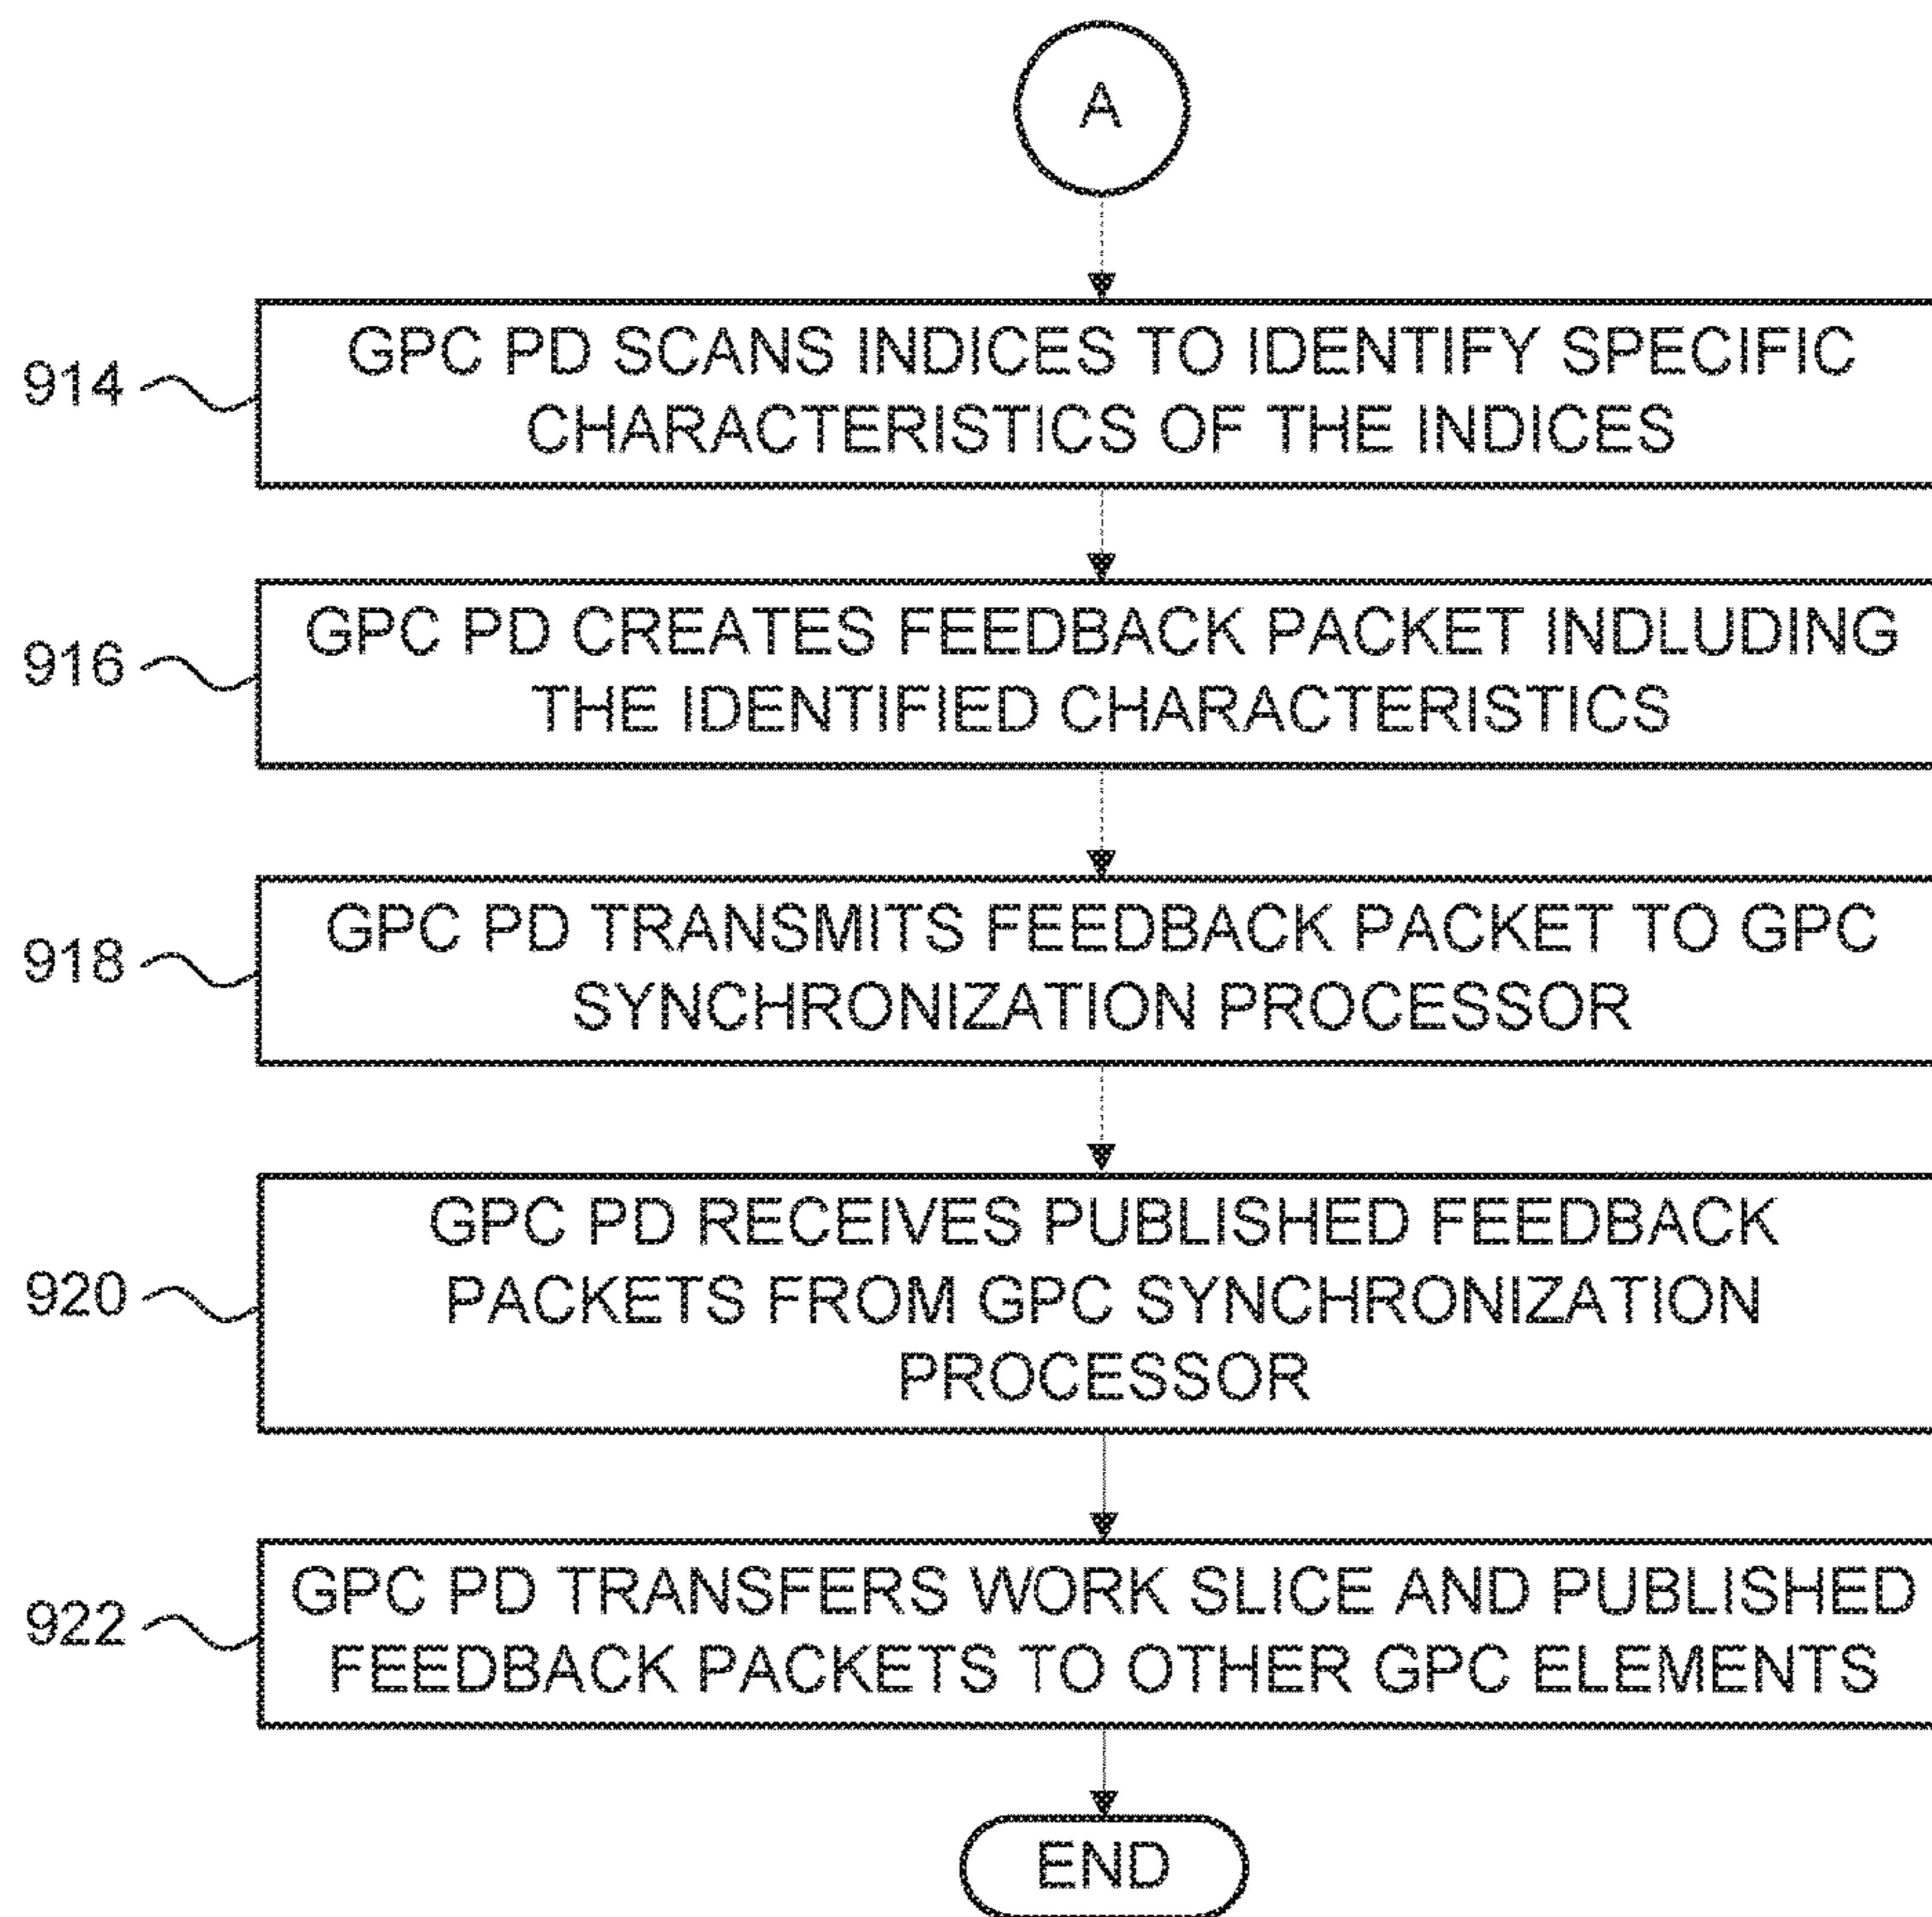 A
914
GPC PD SCANS INDICES TO IDENTIFY SPECIFIC
CHARACTERISTICS OF THE INDICES
916
GPC PD CREATES FEEDBACK PACKET INDLUDING
THE IDENTIFIED CHARACTERISTICS
918
GPC PD TRANSMITS FEEDBACK PACKET TO GPC
SYNCHRONIZATION PROCESSOR
920
GPC PD RECEIVES PUBLISHED FEEDBACK
PACKETS FROM GPC SYNCHRONIZATION
PROCESSOR
922
GPC PD TRANSFERS WORK SLICE AND PUBLISHED
FEEDBACK PACKETS TO OTHER GPC ELEMENTS
END